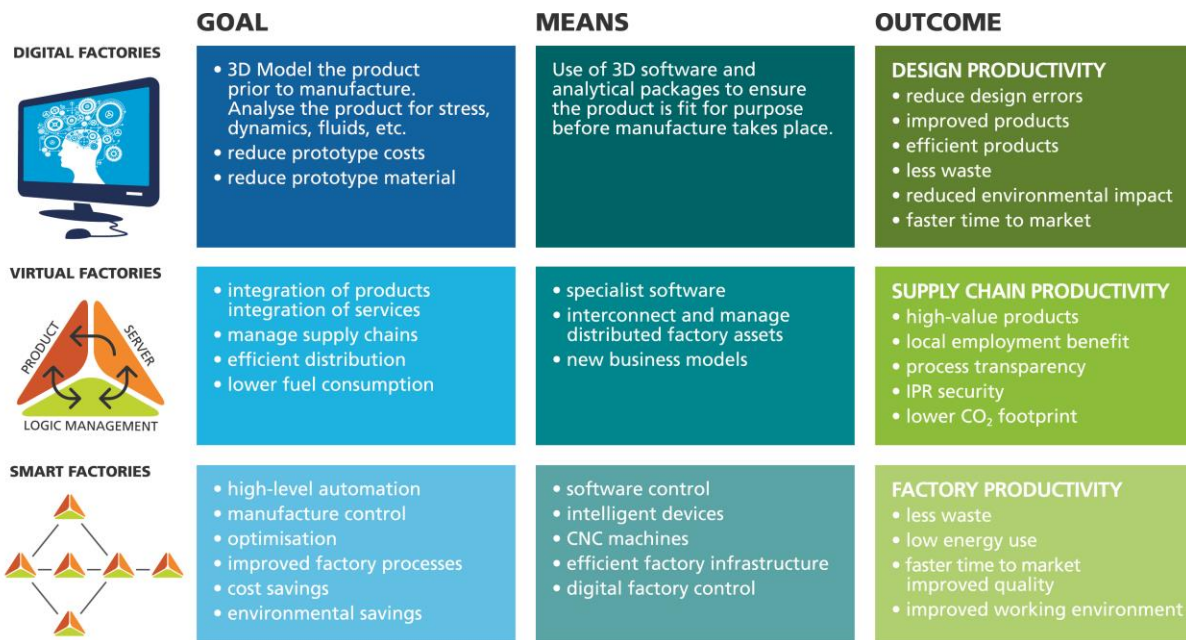 GOAL
MEANS
OUTCOME
DIGITAL FACTORIES
• 3D Model the product
prior to manufacture.
Analyse the product for stress,
dynamics, fluids, etc.
• reduce prototype costs
• reduce prototype material
Use of 3D software and
analytical packages to ensure
the product is fit for purpose
before manufacture takes place.
DESIGN PRODUCTIVITY
• reduce design errors
• improved products
• efficient products
• less waste
• reduced environmental impact
• faster time to market
VIRTUAL FACTORIES
PRODUCT
SERVER
LOGIC MANAGEMENT
• integration of products
integration of services
• manage supply chains
• efficient distribution
• lower fuel consumption
• specialist software
• interconnect and manage
distributed factory assets
• new business models
SUPPLY CHAIN PRODUCTIVITY
• high-value products
• local employment benefit
• process transparency
• IPR security
• lower CO₂ footprint
SMART FACTORIES
• high-level automation
• manufacture control
• optimisation
• improved factory processes
• cost savings
• environmental savings
• software control
• intelligent devices
• CNC machines
• efficient factory infrastructure
• digital factory control
FACTORY PRODUCTIVITY
• less waste
• low energy use
• faster time to market
improved quality
• improved working environment